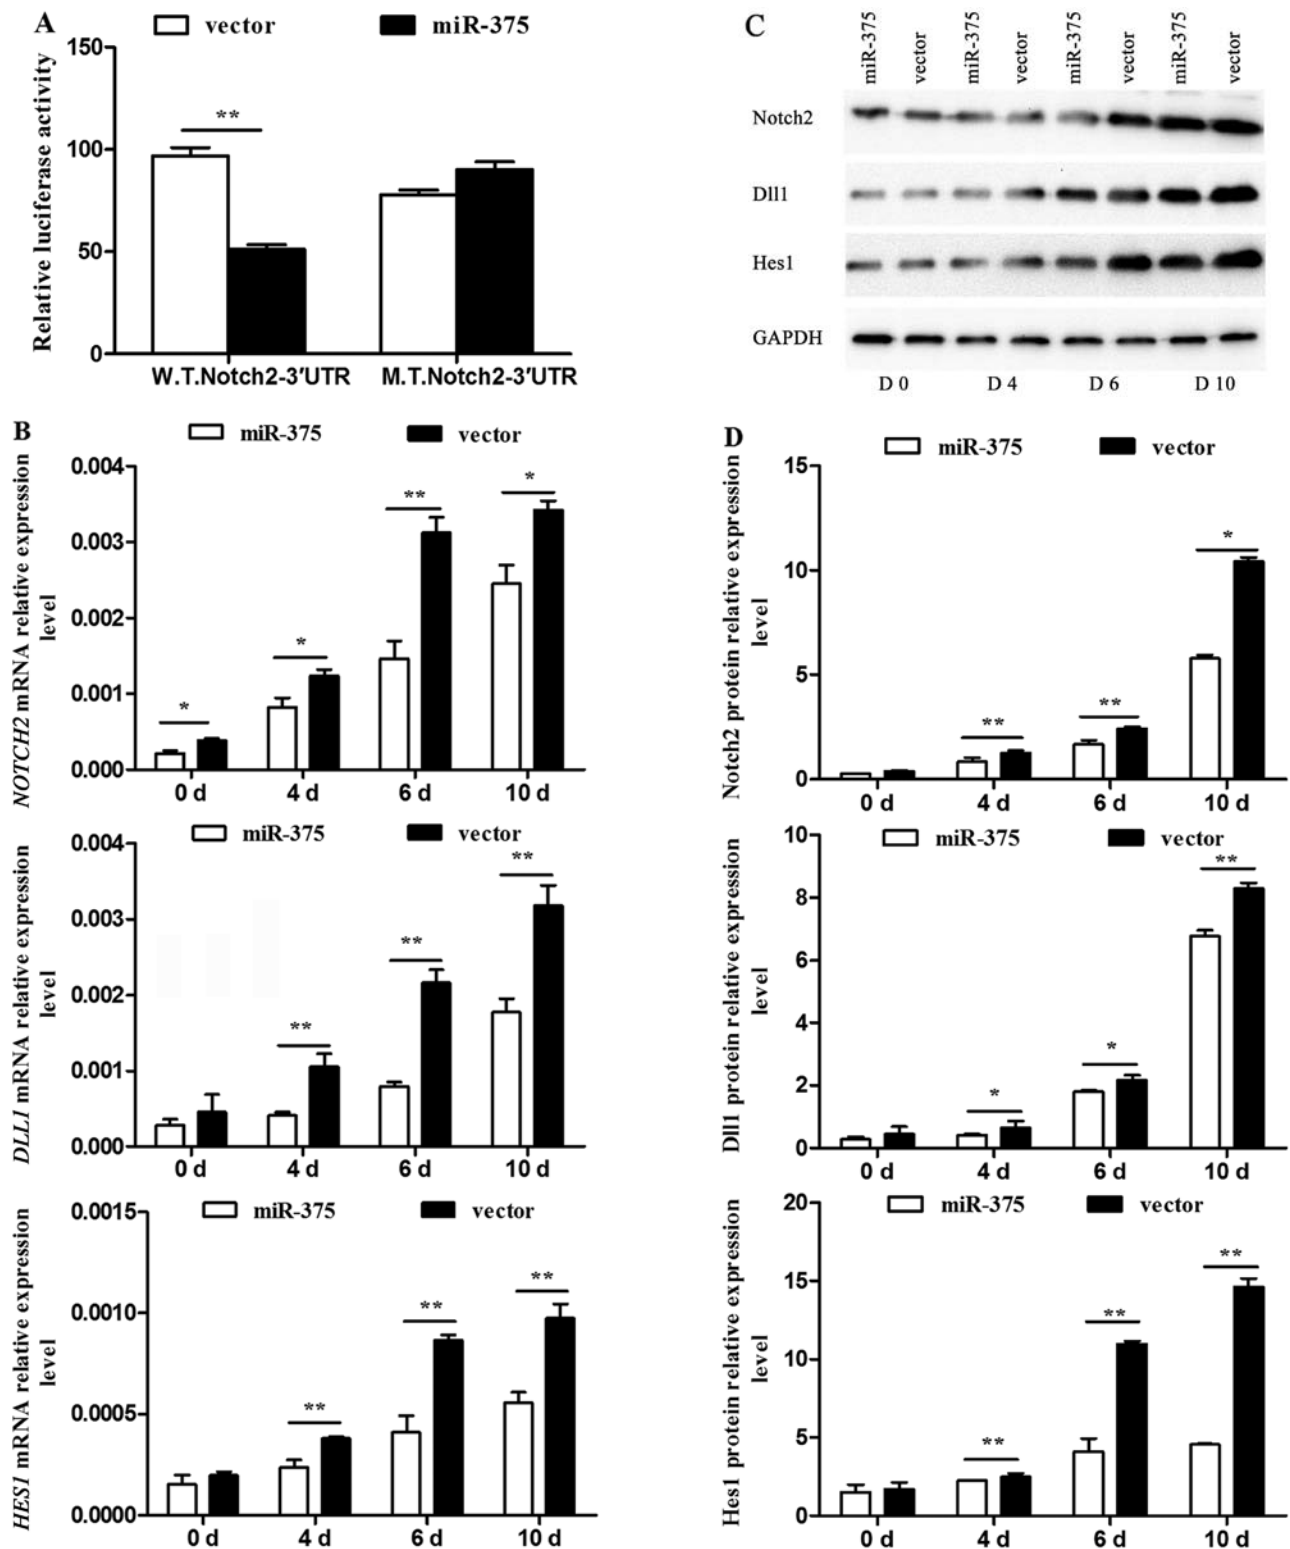 A
vector miR-375
150
100
50
0
Relative luciferase activity
**
W.T.Notch2-3'UTR M.T.Notch2-3'UTR
B
miR-375 vector
0.004
0.003
0.002
0.001
0.000
NOTCH2 mRNA relative expression
level
* * ** *
0 d 4 d 6 d 10 d
miR-375 vector
0.004
0.003
0.002
0.001
0.000
DLL1 mRNA relative expression
level
** ** **
0 d 4 d 6 d 10 d
miR-375 vector
0.0015
0.0010
0.0005
0.0000
HES1 mRNA relative expression
level
** ** **
0 d 4 d 6 d 10 d
C
miR-375 vector miR-375 vector miR-375 vector miR-375 vector
Notch2
Dll1
Hes1
GAPDH
D 0 D 4 D 6 D 10
D
miR-375 vector
15
10
5
0
Notch2 protein relative expression
level
** ** *
0 d 4 d 6 d 10 d
miR-375 vector
10
8
6
4
2
0
Dll1 protein relative expression
level
* * **
0 d 4 d 6 d 10 d
miR-375 vector
20
15
10
5
0
Hes1 protein relative expression
level
** ** **
0 d 4 d 6 d 10 d